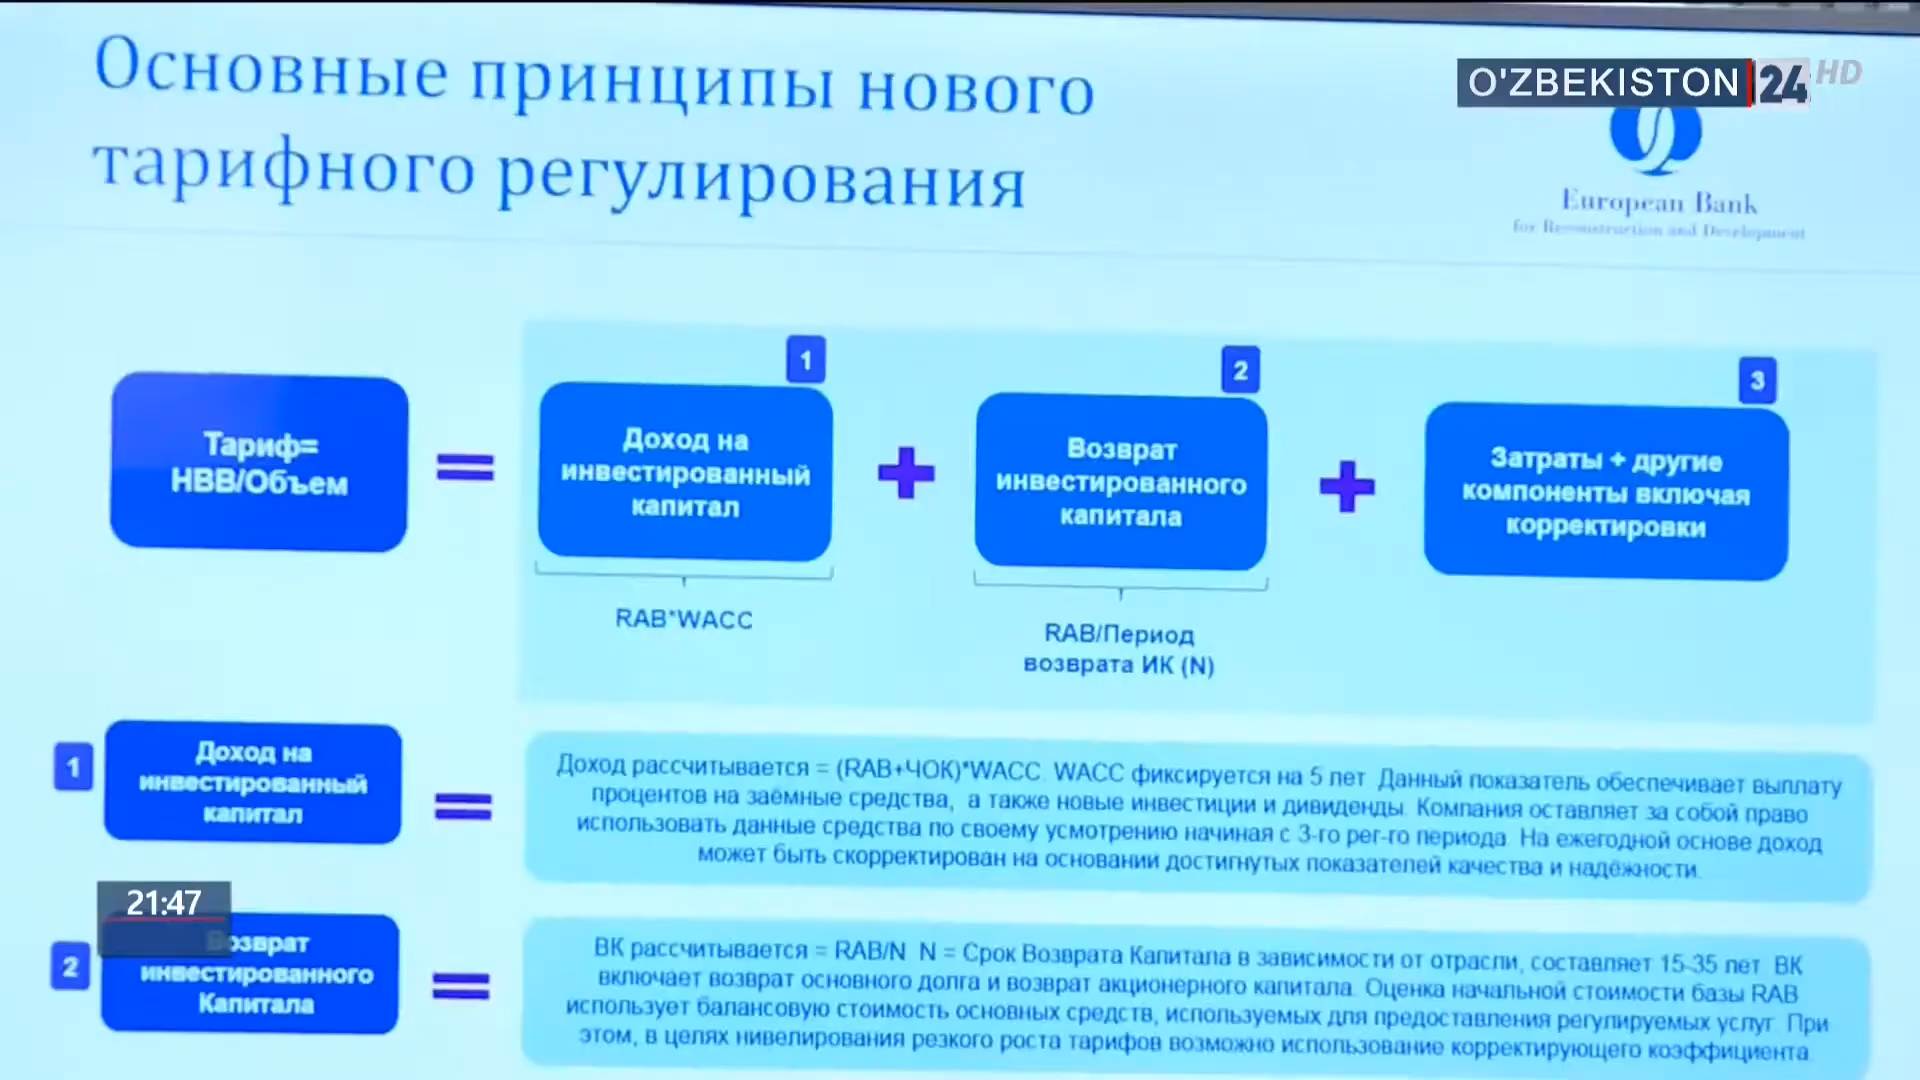 Основные принципы нового
тарифного регулирования
O'ZBEKISTON 24 HD
European Bank
for Reconstruction and Development
1
2
3
Тариф=
НВВ/Объем
=
Доход на
инвестированный
капитал
+
Возврат
инвестированного
капитала
+
Затраты + другие
компоненты включая
корректировки
RAB*WACC
RAB/Период
возврата ИК (N)
1
Доход на
инвестированный
капитал
=
Доход рассчитывается = (RAB+ЧОК)*WACC. WACC фиксируется на 5 лет. Данный показатель обеспечивает выплату
процентов на заёмные средства, а также новые инвестиции и дивиденды. Компания оставляет за собой право
использовать данные средства по своему усмотрению начиная с 3-го рег-го периода. На ежегодной основе доход
может быть скорректирован на основании достигнутых показателей качества и надёжности.
21:47
2
Возврат
инвестированного
Капитала
=
ВК рассчитывается = RAB/N N = Срок Возврата Капитала в зависимости от отрасли, составляет 15-35 лет. ВК
включает возврат основного долга и возврат акционерного капитала. Оценка начальной стоимости базы RAB
использует балансовую стоимость основных средств, используемых для предоставления регулируемых услуг. При
этом, в целях нивелирования резкого роста тарифов возможно использование корректирующего коэффициента